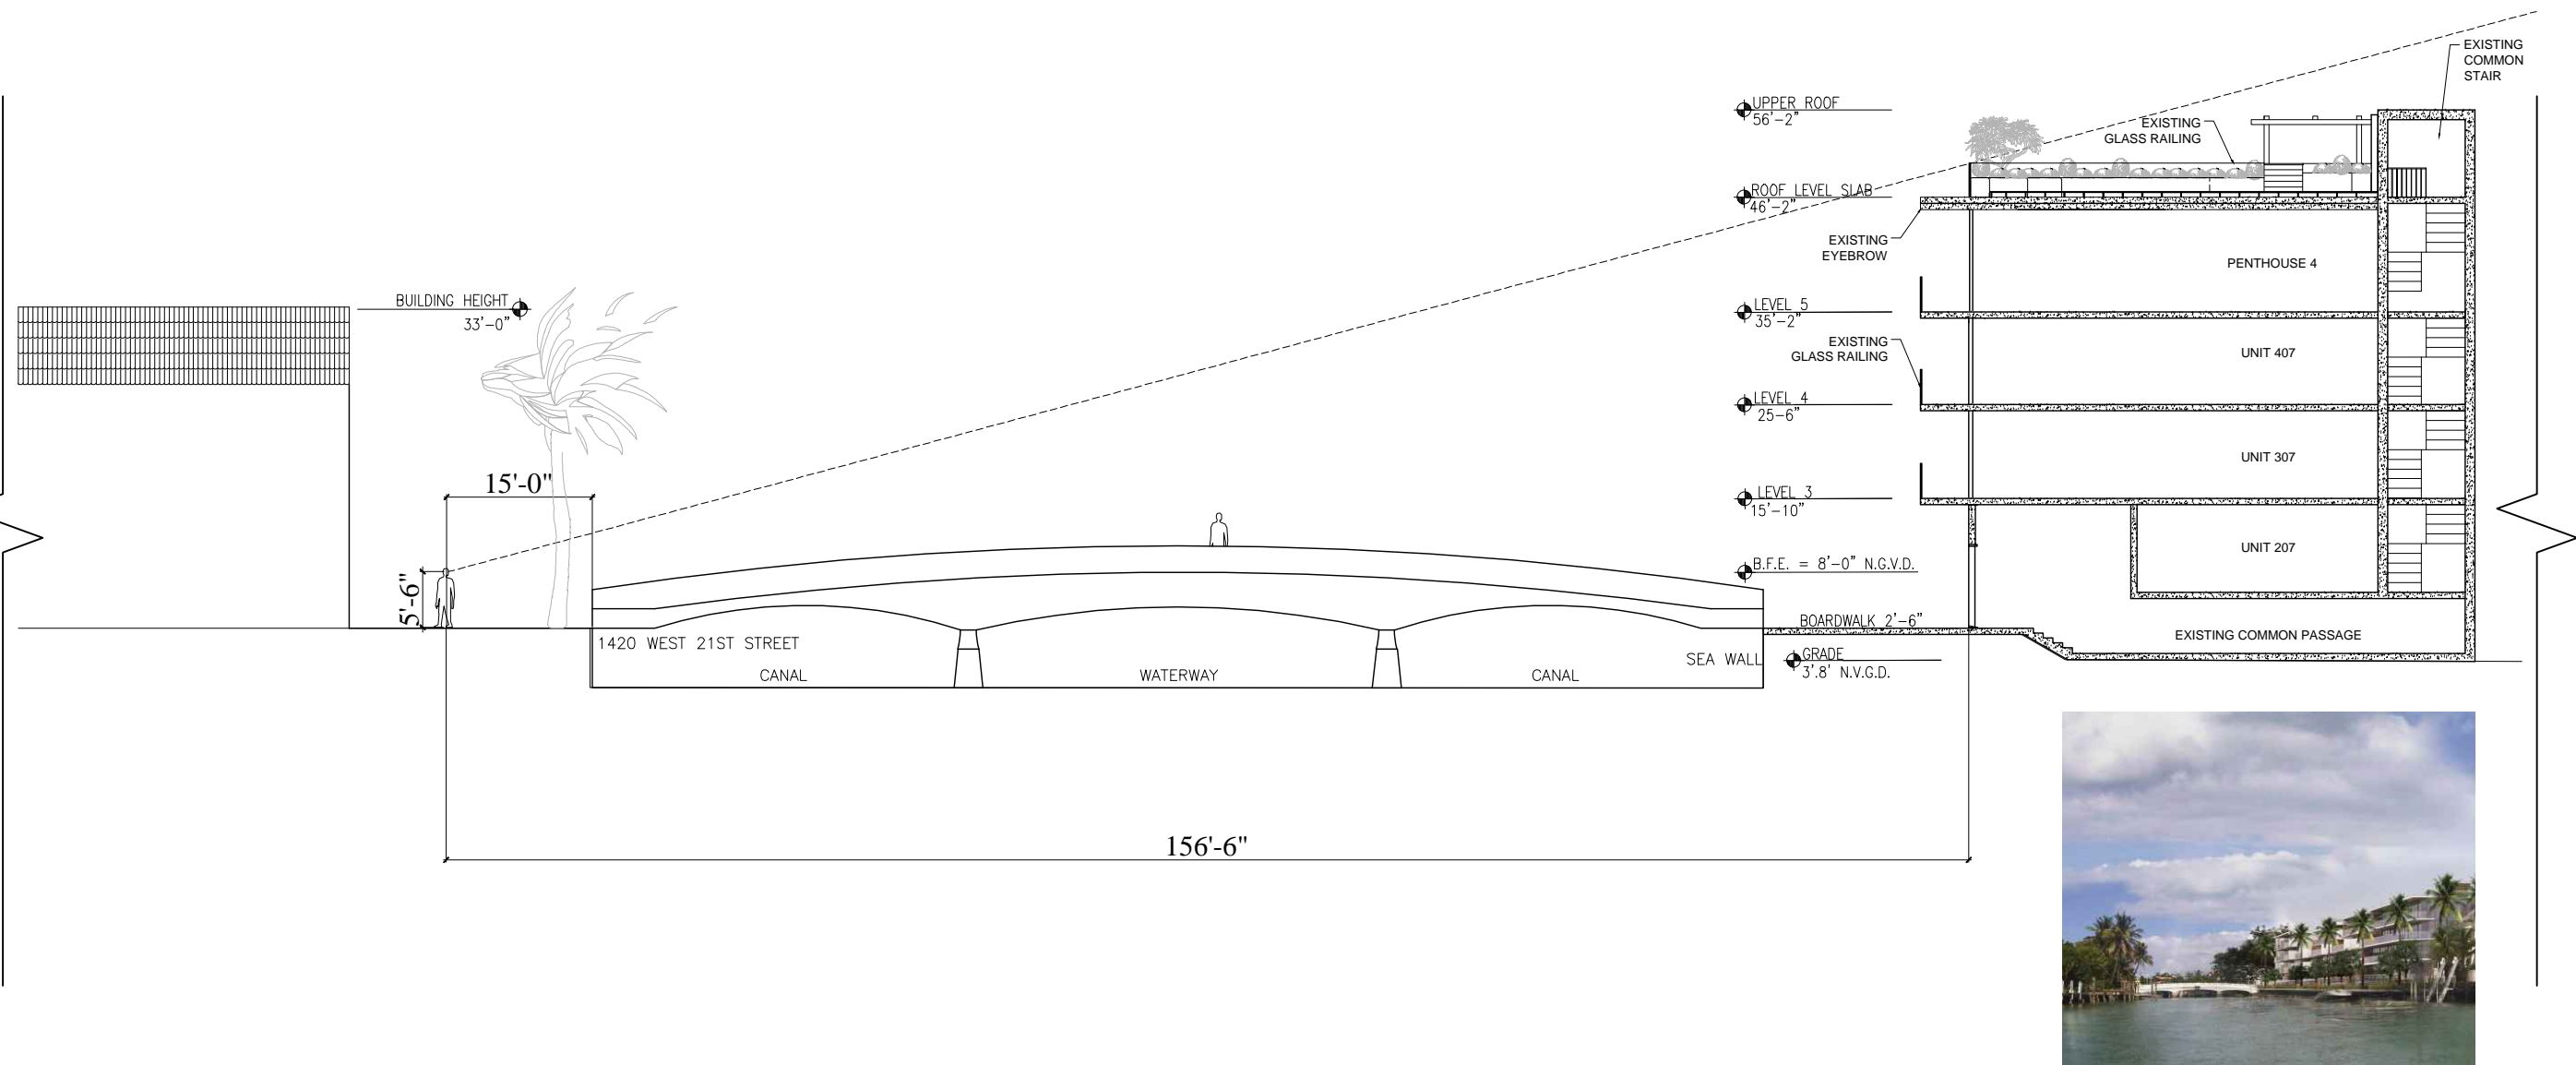 EXISTING
COMMON
STAIR
UPPER ROOF
56'-2"
EXISTING
GLASS RAILING
ROOF LEVEL SLAB
46'-2"
EXISTING
EYEBROW
PENTHOUSE 4
BUILDING HEIGHT
33'-0"
LEVEL 5
35'-2"
EXISTING
GLASS RAILING
UNIT 407
LEVEL 4
25-6"
UNIT 307
15'-0"
LEVEL 3
15'-10"
UNIT 207
B.F.E. = 8'-0" N.G.V.D.
5'-6"
BOARDWALK 2'-6"
EXISTING COMMON PASSAGE
1420 WEST 21ST STREET
SEA WALL
GRADE
3'.8' N.V.G.D.
CANAL
WATERWAY
CANAL
156'-6"